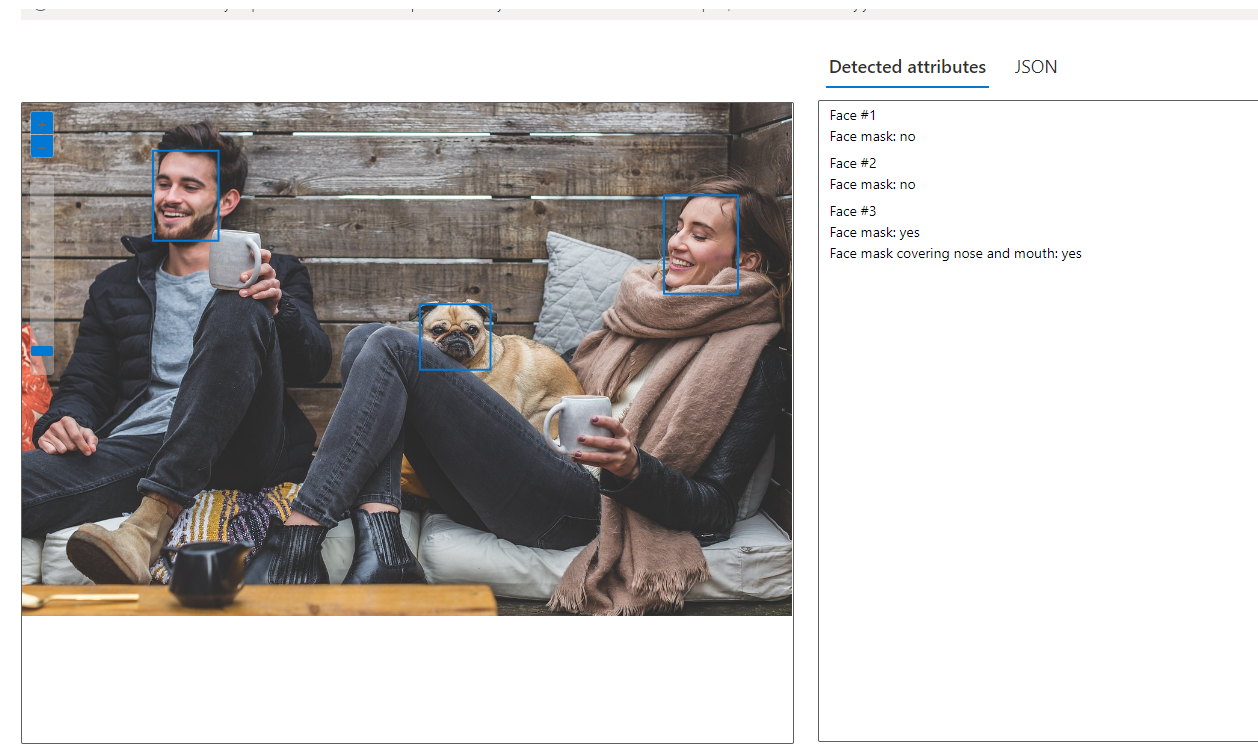 Detected attributes JSON
Face #1
Face mask: no
Face #2
Face mask: no
Face #3
Face mask: yes
Face mask covering nose and mouth: yes